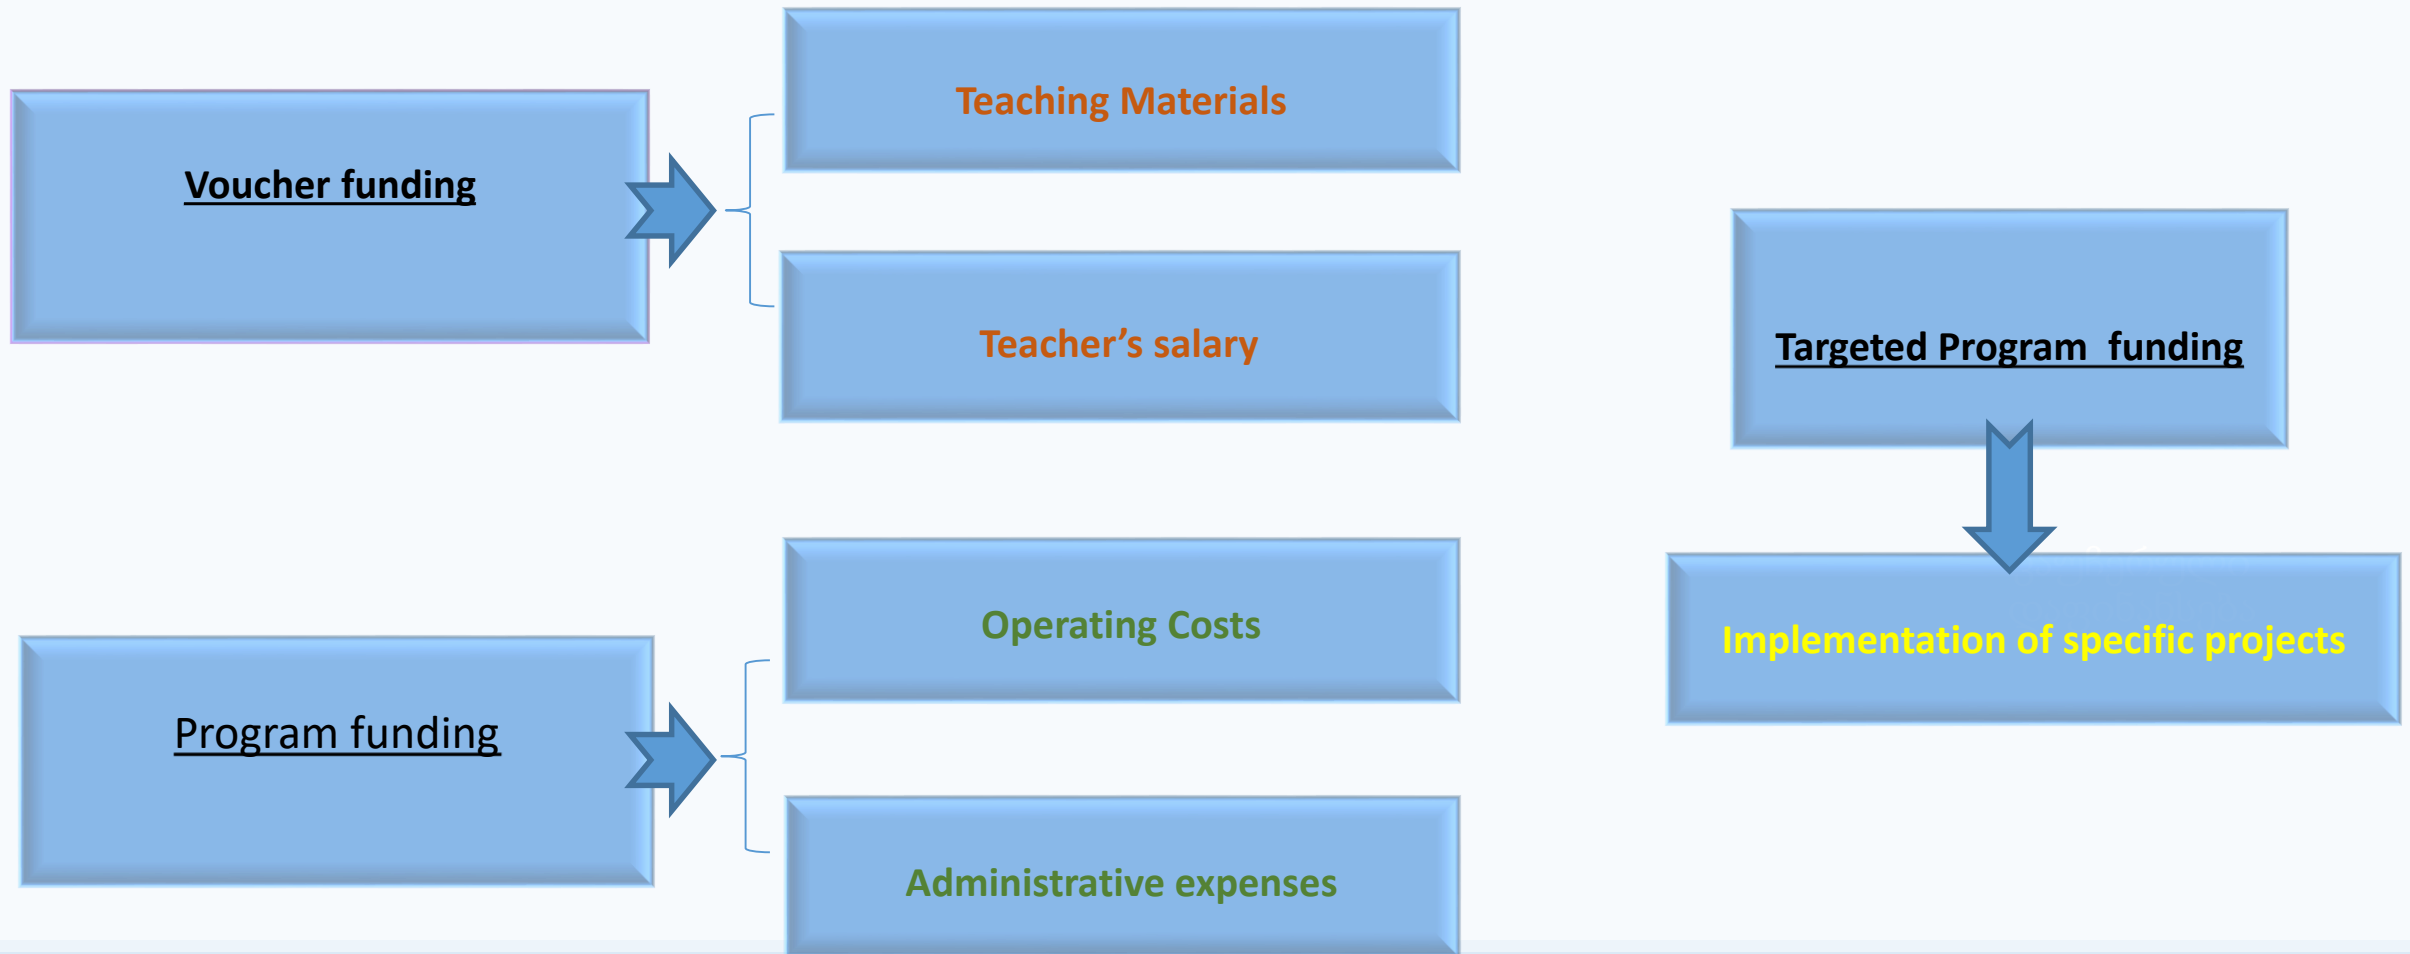 Voucher funding
Teaching Materials
Teacher’s salary
Program funding
Operating Costs
Administrative expenses
Targeted Program  funding
Implementation of specific projects